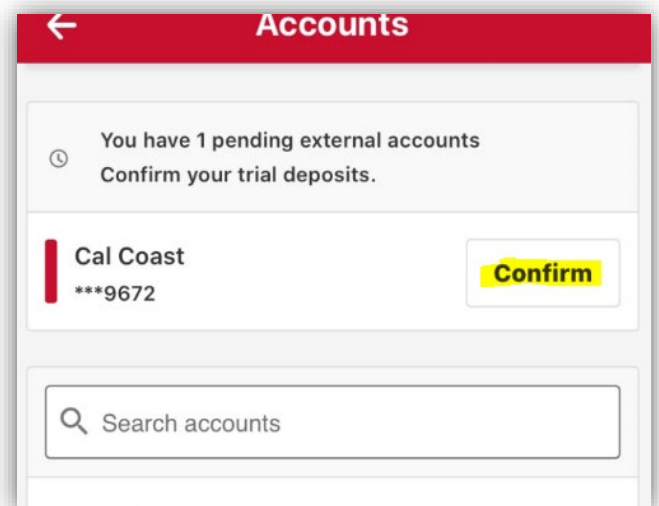 Accounts
You have 1 pending external accounts
Confirm your trial deposits.
Cal Coast
***9672
Confirm
Search accounts